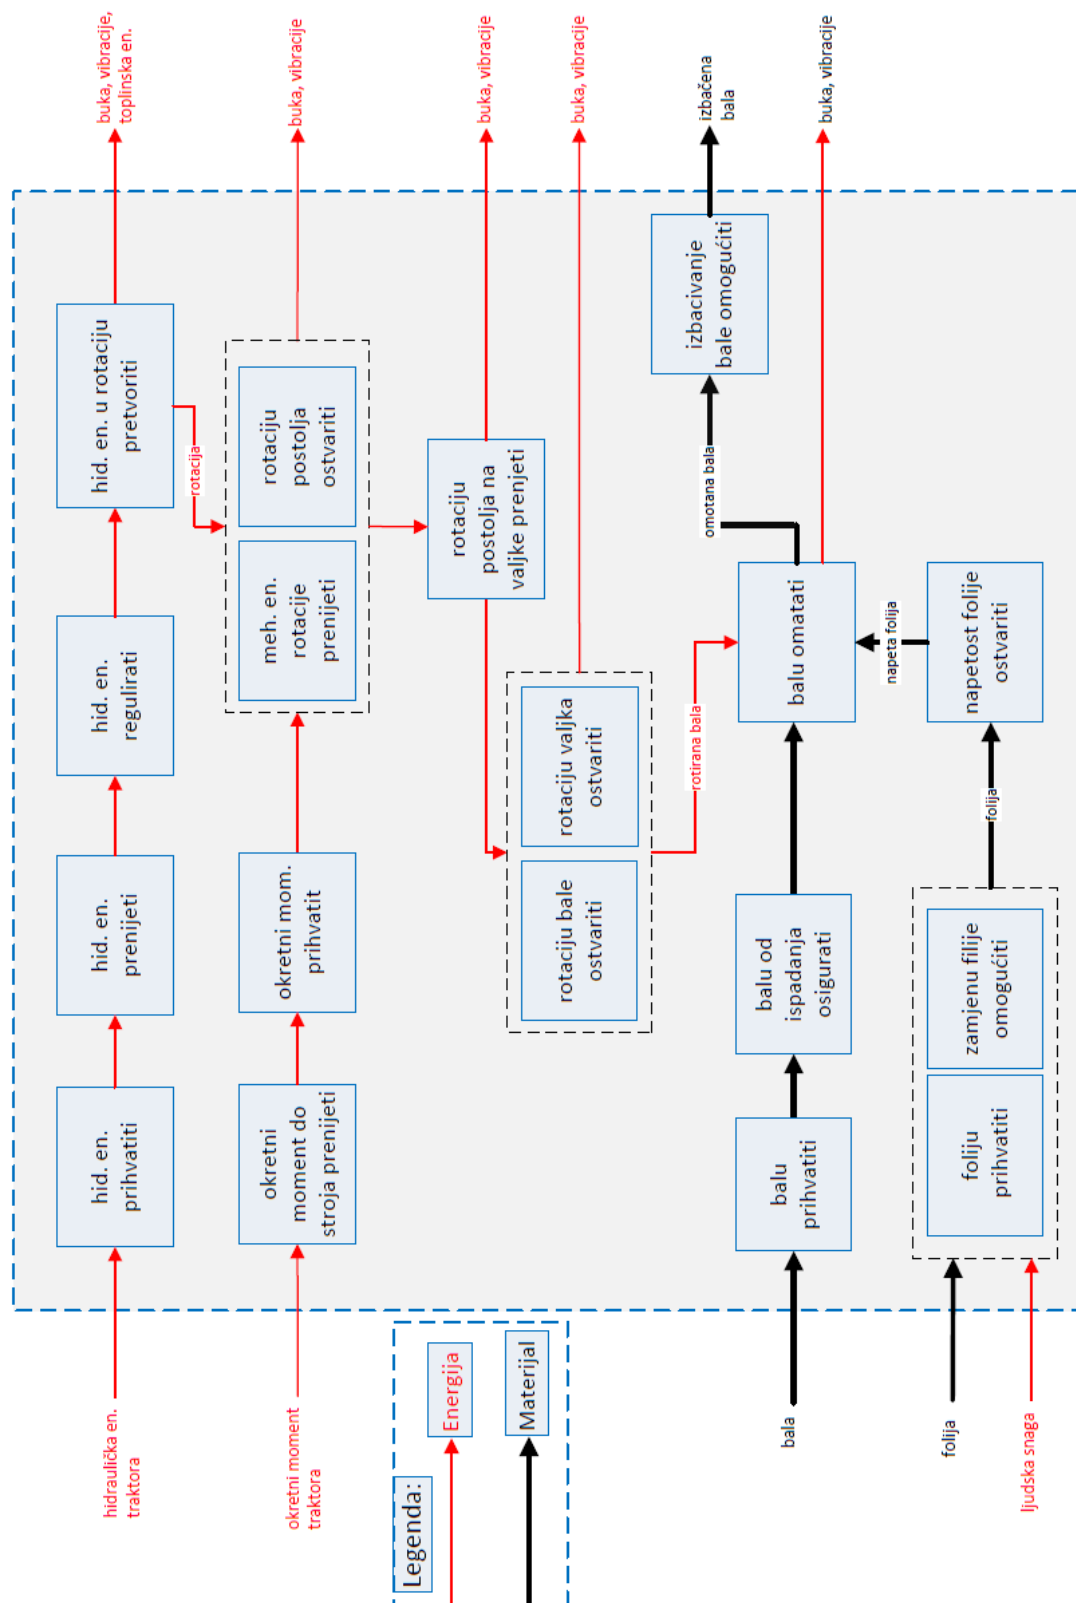 hidraulička en.
traktora
hid. en.
prihvatiti
hid. en.
prenijeti
hid. en.
regulirati
hid. en. u rotaciju
pretvoriti
buka, vibracije,
toplinska en.
rotacija
okretni moment
traktora
okretni
moment do
stroja prenijeti
okretni mom.
prihvatit
meh. en.
rotacije
prenijeti
rotaciju
postolja
ostvariti
buka, vibracije
rotaciju
postolja na
valjke prenjeti
buka, vibracije
rotaciju bale
ostvariti
rotaciju valjka
ostvariti
buka, vibracije
rotirana bala
bala
balu
prihvatiti
balu od
ispadanja
osigurati
balu omatati
omotana bala
izbacivanje
bale omogućiti
izbačena
bala
buka, vibracije
napeta folija
folija
ljudska snaga
foliju
prihvatiti
zamjenu filije
omogućiti
folija
napetost folije
ostvariti
Legenda:
Energija
Materijal